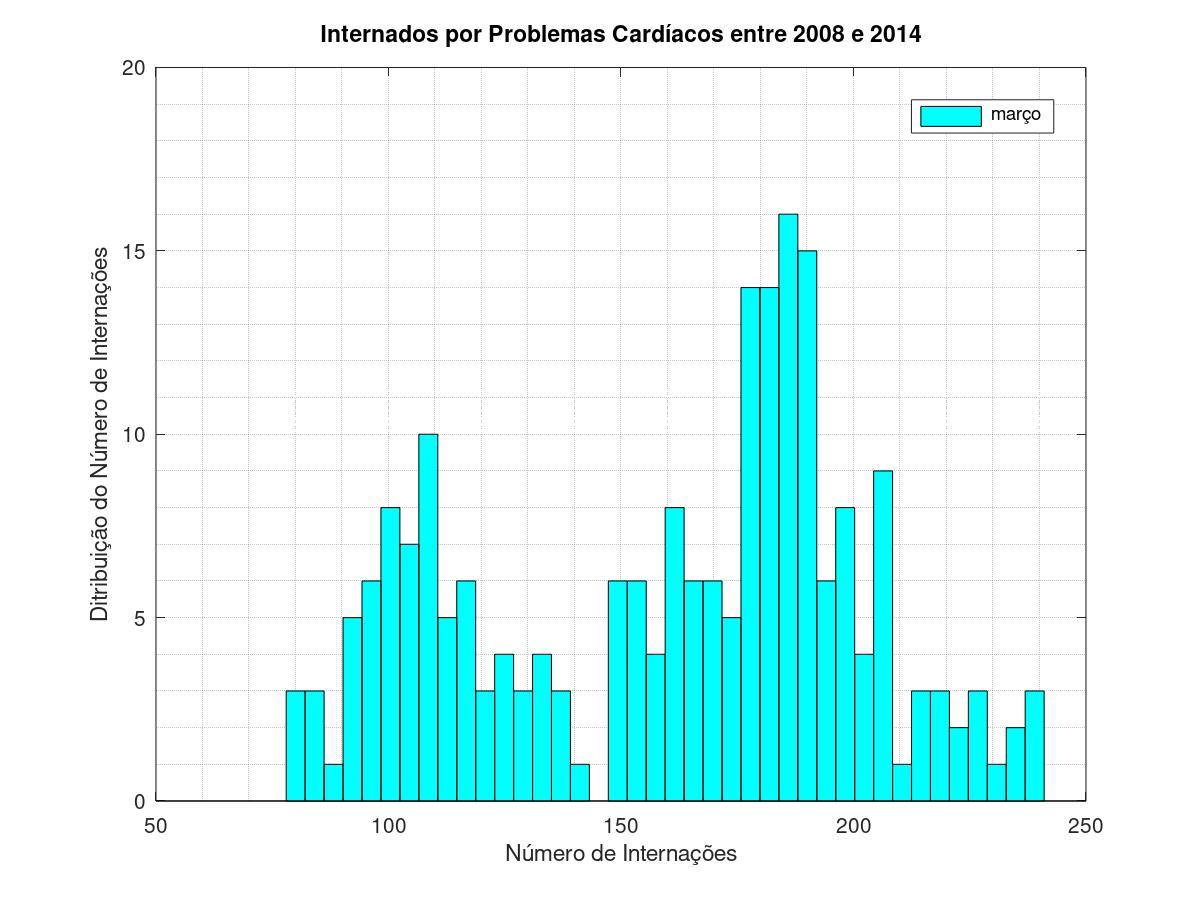 Internados por Problemas Cardíacos entre 2008 e 2014
março
20
15
10
5
0
Ditribuição do Número de Internações
50 100 150 200 250
Número de Internações